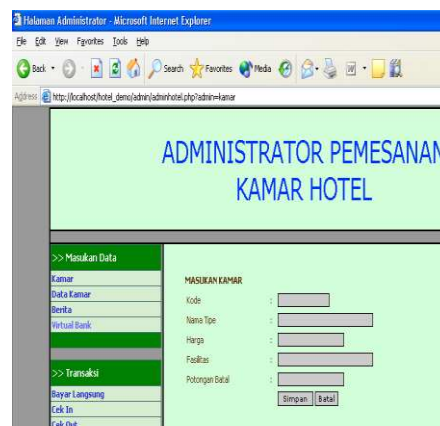 Halaman Administrator - Microsoft Internet Explorer
File Edit View Favorites Tools Help
Back Search Favorites Media
Address http://localhost/hotel_demo/admin/adminhotel.php?admin=kamar
ADMINISTRATOR PEMESANAN
KAMAR HOTEL
>> Masukan Data
Kamar
Data Kamar
Berita
Virtual Bank
MASUKAN KAMAR
Kode :
Nama Tipe :
Harga :
Fasilitas :
Potongan Batal :
Simpan Batal
>> Transaksi
Bayar Langsung
Cek In
Cek Out